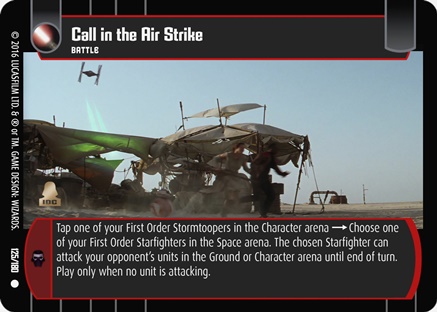 Call in the Air Strike
BATTLE
© 2016 LUCASFILM LTD. & ® or TM. GAME DESIGN: WIZARDS.
IDC
Tap one of your First Order Stormtoopers in the Character arena → Choose one
of your First Order Starfighters in the Space arena. The chosen Starfighter can
attack your opponent's units in the Ground or Character arena until end of turn.
Play only when no unit is attacking.
125/180